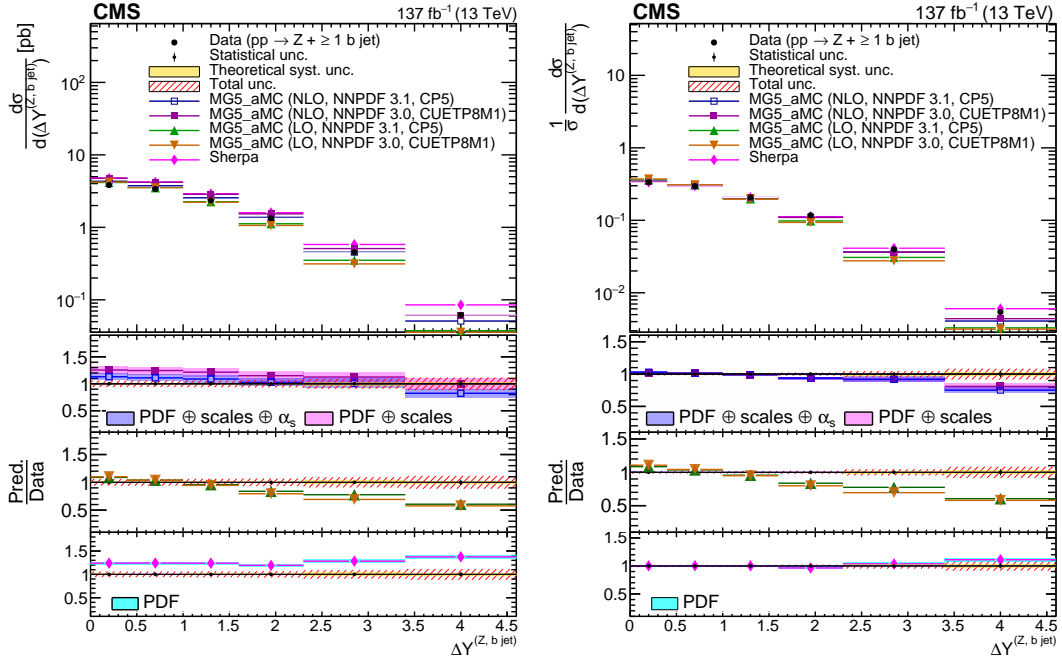 CMS
137 fb⁻¹ (13 TeV)
dσ / d(ΔY^(Z, b jet)) [pb]
Data (pp → Z + ≥ 1 b jet)
Statistical unc.
Theoretical syst. unc.
Total unc.
MG5_aMC (NLO, NNPDF 3.1, CP5)
MG5_aMC (NLO, NNPDF 3.0, CUETP8M1)
MG5_aMC (LO, NNPDF 3.1, CP5)
MG5_aMC (LO, NNPDF 3.0, CUETP8M1)
Sherpa
10²
10
1
10⁻¹
1.5
1
0.5
PDF ⊕ scales ⊕ αs
PDF ⊕ scales
Pred.
Data
1.5
1
0.5
1.5
1
0.5
PDF
0 0.5 1 1.5 2 2.5 3 3.5 4 4.5
ΔY^(Z, b jet)
CMS
137 fb⁻¹ (13 TeV)
1/σ dσ / d(ΔY^(Z, b jet))
Data (pp → Z + ≥ 1 b jet)
Statistical unc.
Theoretical syst. unc.
Total unc.
MG5_aMC (NLO, NNPDF 3.1, CP5)
MG5_aMC (NLO, NNPDF 3.0, CUETP8M1)
MG5_aMC (LO, NNPDF 3.1, CP5)
MG5_aMC (LO, NNPDF 3.0, CUETP8M1)
Sherpa
10
1
10⁻¹
10⁻²
1.5
1
0.5
PDF ⊕ scales ⊕ αs
PDF ⊕ scales
Pred.
Data
1.5
1
0.5
1.5
1
0.5
PDF
0 0.5 1 1.5 2 2.5 3 3.5 4 4.5
ΔY^(Z, b jet)